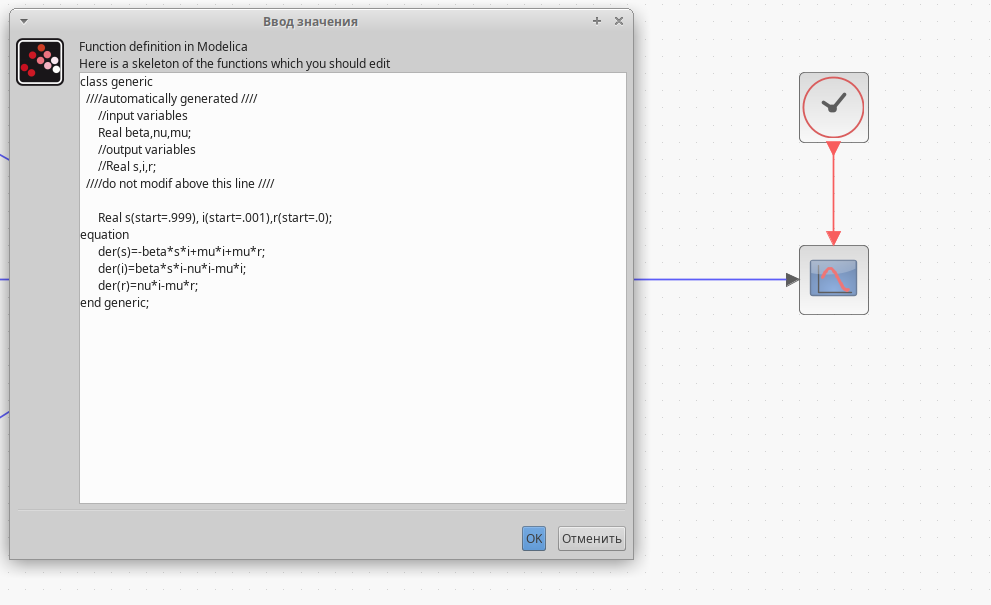 Ввод значения
Function definition in Modelica
Here is a skeleton of the functions which you should edit
class generic
////automatically generated ////
//input variables
Real beta,nu,mu;
//output variables
//Real s,i,r;
////do not modif above this line ////
Real s(start=.999), i(start=.001),r(start=.0);
equation
der(s)=-beta*s*i+mu*i+mu*r;
der(i)=beta*s*i-nu*i-mu*i;
der(r)=nu*i-mu*r;
end generic;
OK
Отменить